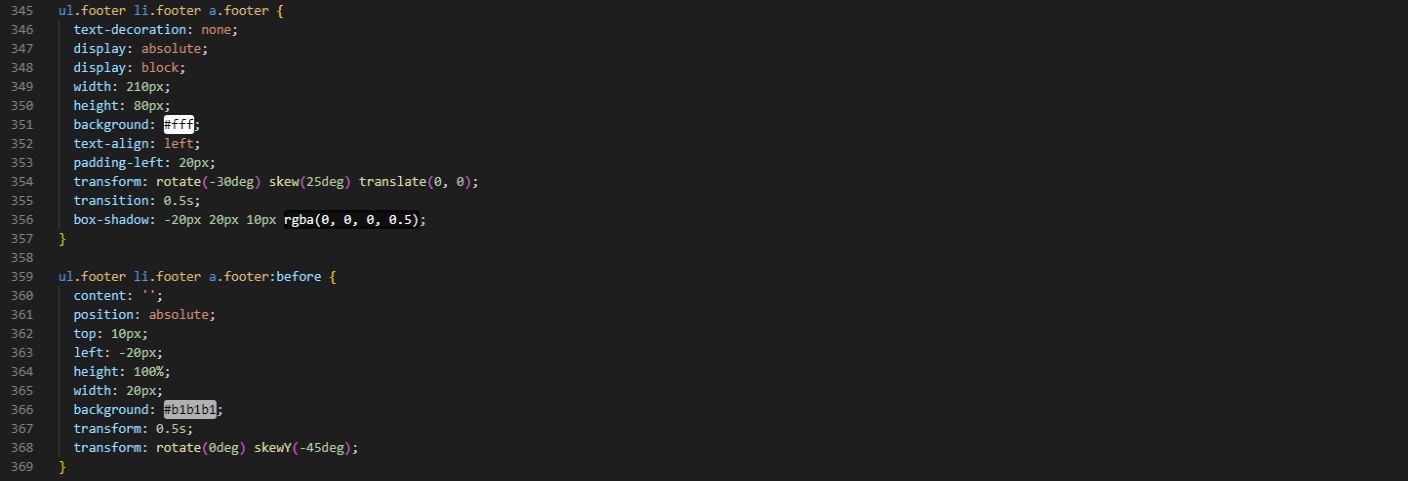 345 ul.footer li.footer a.footer {
346 text-decoration: none;
347 display: absolute;
348 display: block;
349 width: 210px;
350 height: 80px;
351 background: #fff;
352 text-align: left;
353 padding-left: 20px;
354 transform: rotate(-30deg) skew(25deg) translate(0, 0);
355 transition: 0.5s;
356 box-shadow: -20px 20px 10px rgba(0, 0, 0, 0.5);
357 }
358
359 ul.footer li.footer a.footer:before {
360 content: '';
361 position: absolute;
362 top: 10px;
363 left: -20px;
364 height: 100%;
365 width: 20px;
366 background: #b1b1b1;
367 transform: 0.5s;
368 transform: rotate(0deg) skewY(-45deg);
369 }